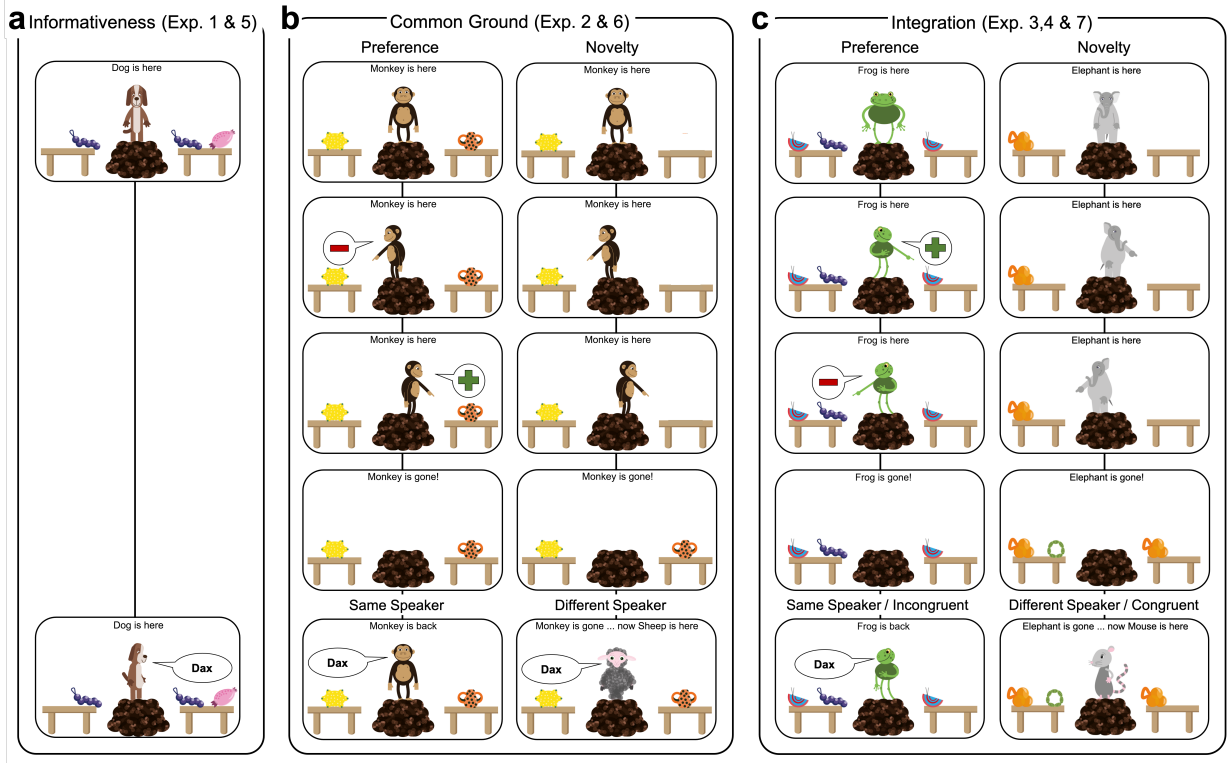 a Informativeness (Exp. 1 & 5)
Dog is here
Dog is here
Dax
b Common Ground (Exp. 2 & 6)
Preference Novelty
Monkey is here Monkey is here
Monkey is here Monkey is here
Monkey is here Monkey is here
Monkey is gone! Monkey is gone!
Same Speaker Different Speaker
Monkey is back Monkey is gone ... now Sheep is here
Dax Dax
c Integration (Exp. 3,4 & 7)
Preference Novelty
Frog is here Elephant is here
Frog is here Elephant is here
Frog is here Elephant is here
Frog is gone! Elephant is gone!
Same Speaker / Incongruent Different Speaker / Congruent
Frog is back Elephant is gone ... now Mouse is here
Dax